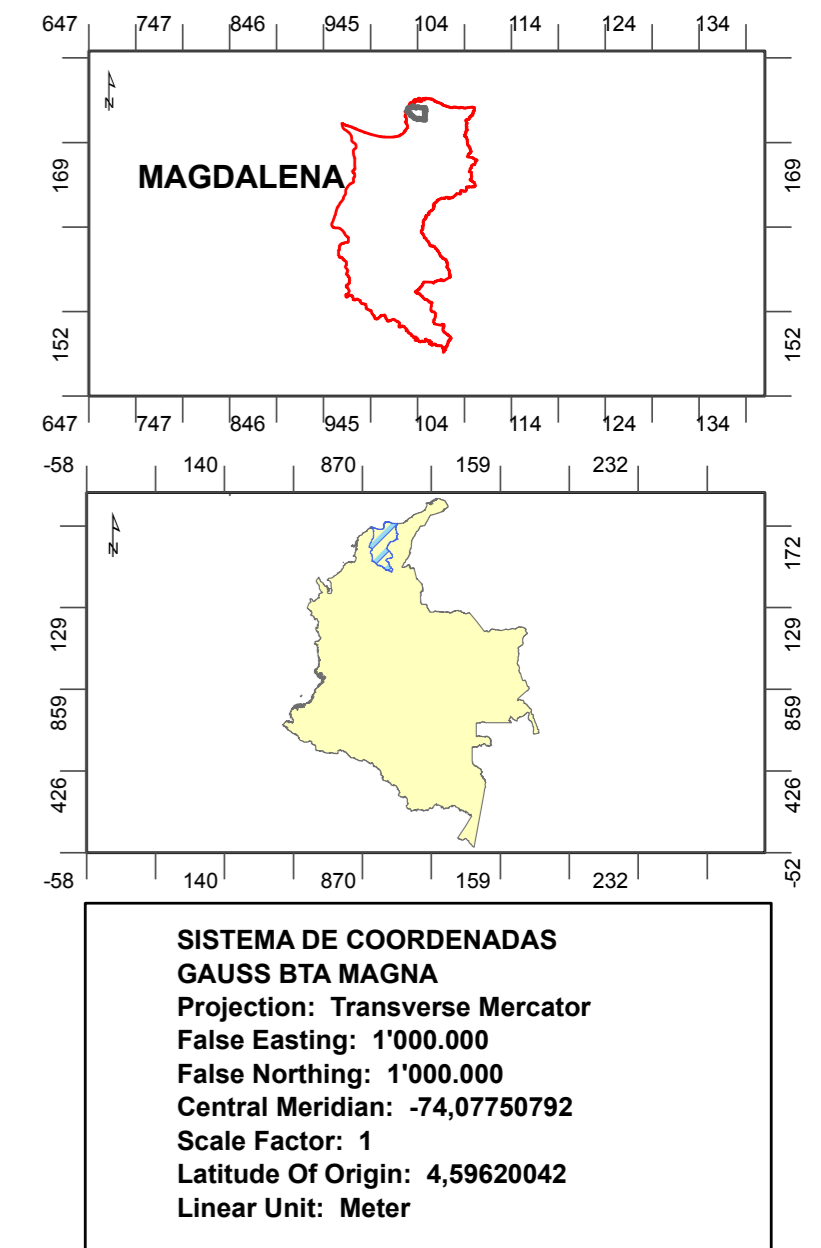 647 747 846 945 104 114 124 134
N
MAGDALENA
169 169
152 152
647 747 846 945 104 114 124 134
-58 140 870 159 232
N
172
129 129
859 859
426 426
-52
-58 140 870 159 232
SISTEMA DE COORDENADAS
GAUSS BTA MAGNA
Projection: Transverse Mercator
False Easting: 1'000.000
False Northing: 1'000.000
Central Meridian: -74,07750792
Scale Factor: 1
Latitude Of Origin: 4,59620042
Linear Unit: Meter